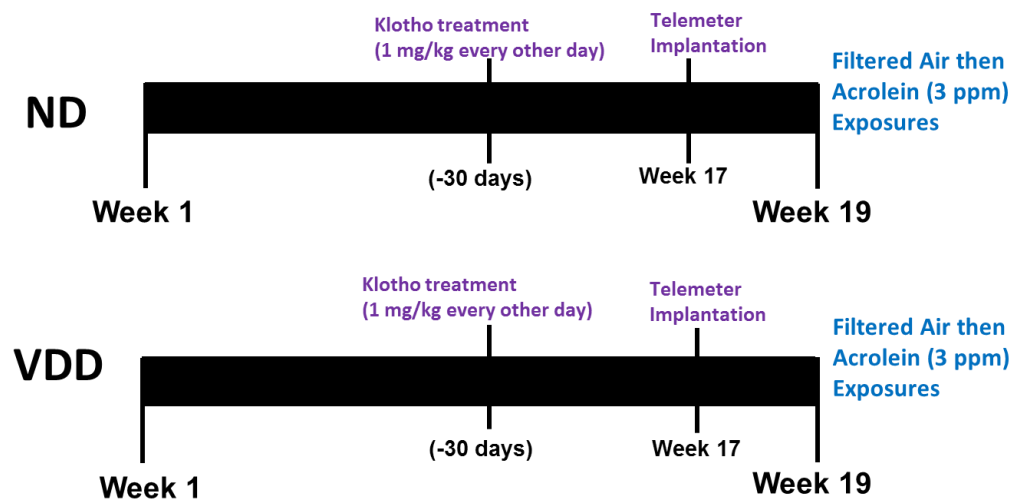 Klotho treatment
(1 mg/kg every other day)
Telemeter
Implantation
Filtered Air then
Acrolein (3 ppm)
Exposures
ND
(-30 days)
Week 17
Week 1
Week 19
Klotho treatment
(1 mg/kg every other day)
Telemeter
Implantation
Filtered Air then
Acrolein (3 ppm)
Exposures
VDD
(-30 days)
Week 17
Week 1
Week 19